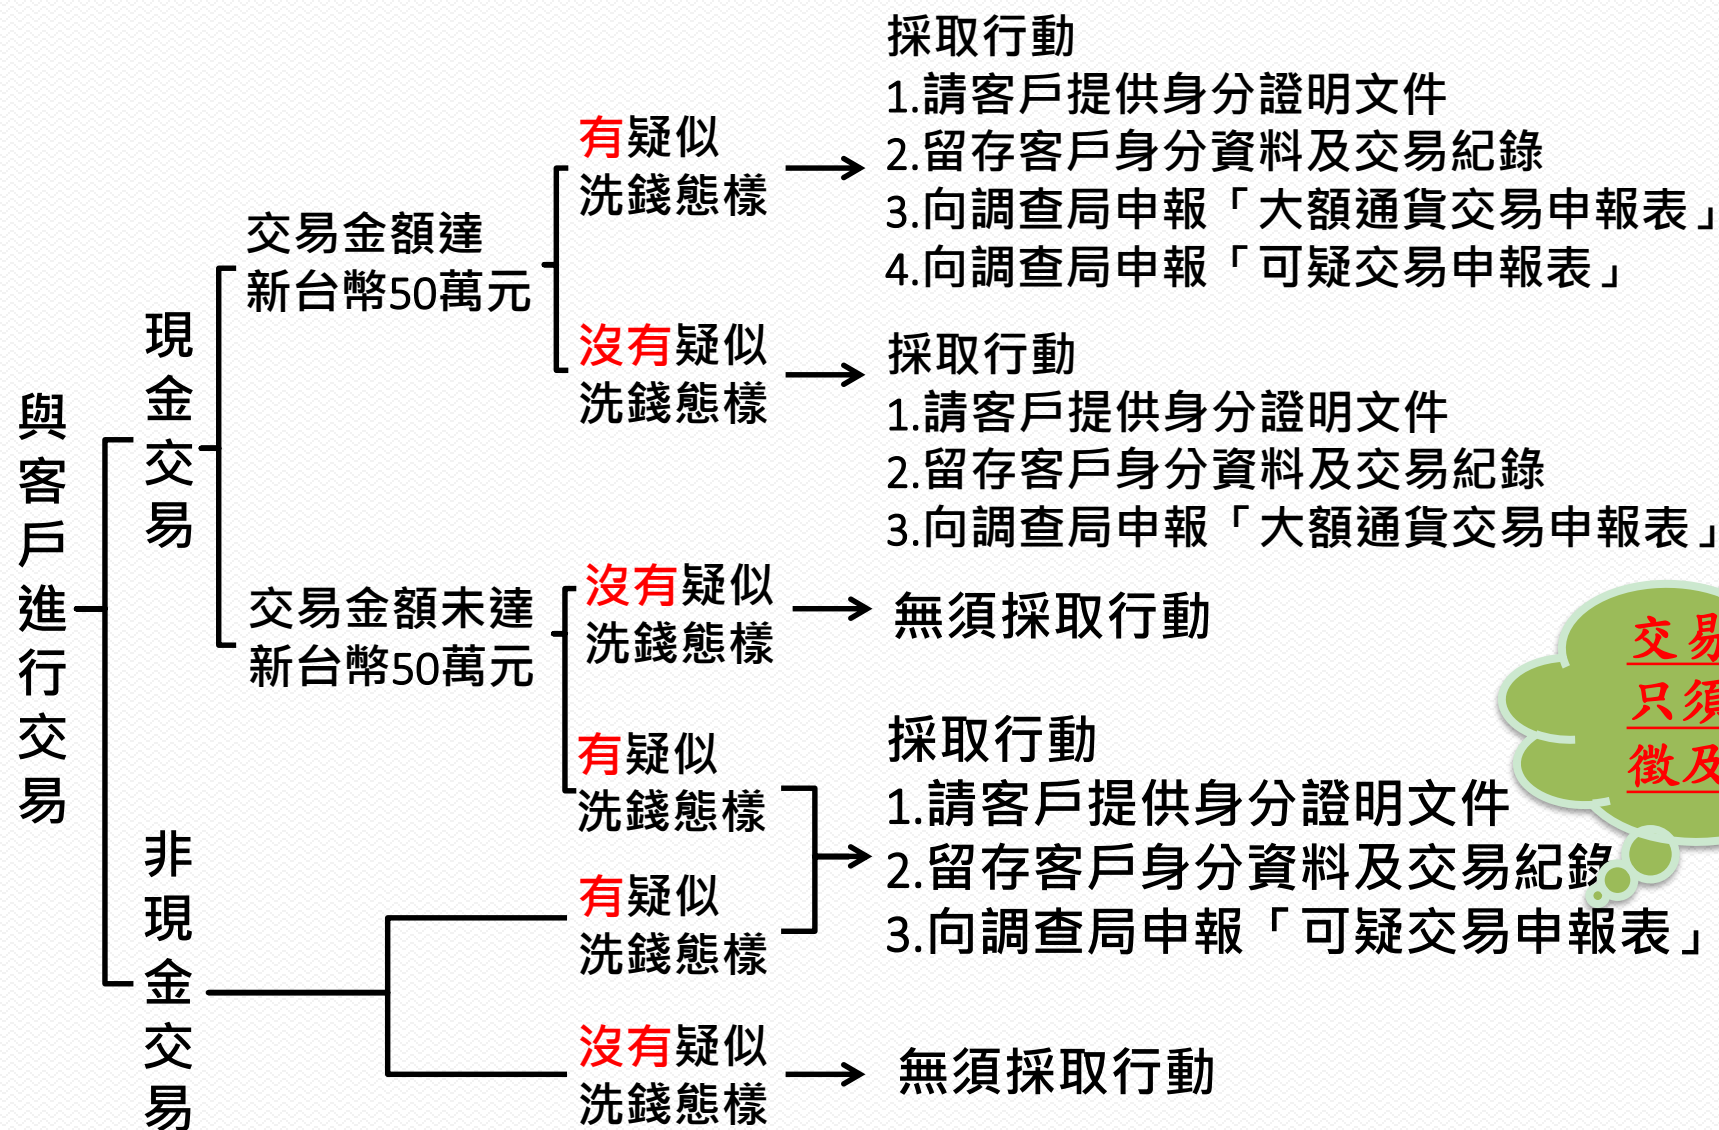 與客戶進行交易
現金交易
交易金額達
新台幣50萬元
有疑似
洗錢態樣
採取行動
1.請客戶提供身分證明文件
2.留存客戶身分資料及交易紀錄
3.向調查局申報「大額通貨交易申報表」
4.向調查局申報「可疑交易申報表」
沒有疑似
洗錢態樣
採取行動
1.請客戶提供身分證明文件
2.留存客戶身分資料及交易紀錄
3.向調查局申報「大額通貨交易申報表」
交易金額未達
新台幣50萬元
沒有疑似
洗錢態樣
無須採取行動
有疑似
洗錢態樣
非現金交易
有疑似
洗錢態樣
採取行動
1.請客戶提供身分證明文件
2.留存客戶身分資料及交易紀錄
3.向調查局申報「可疑交易申報表」
沒有疑似
洗錢態樣
無須採取行動
交易
只須
徵及